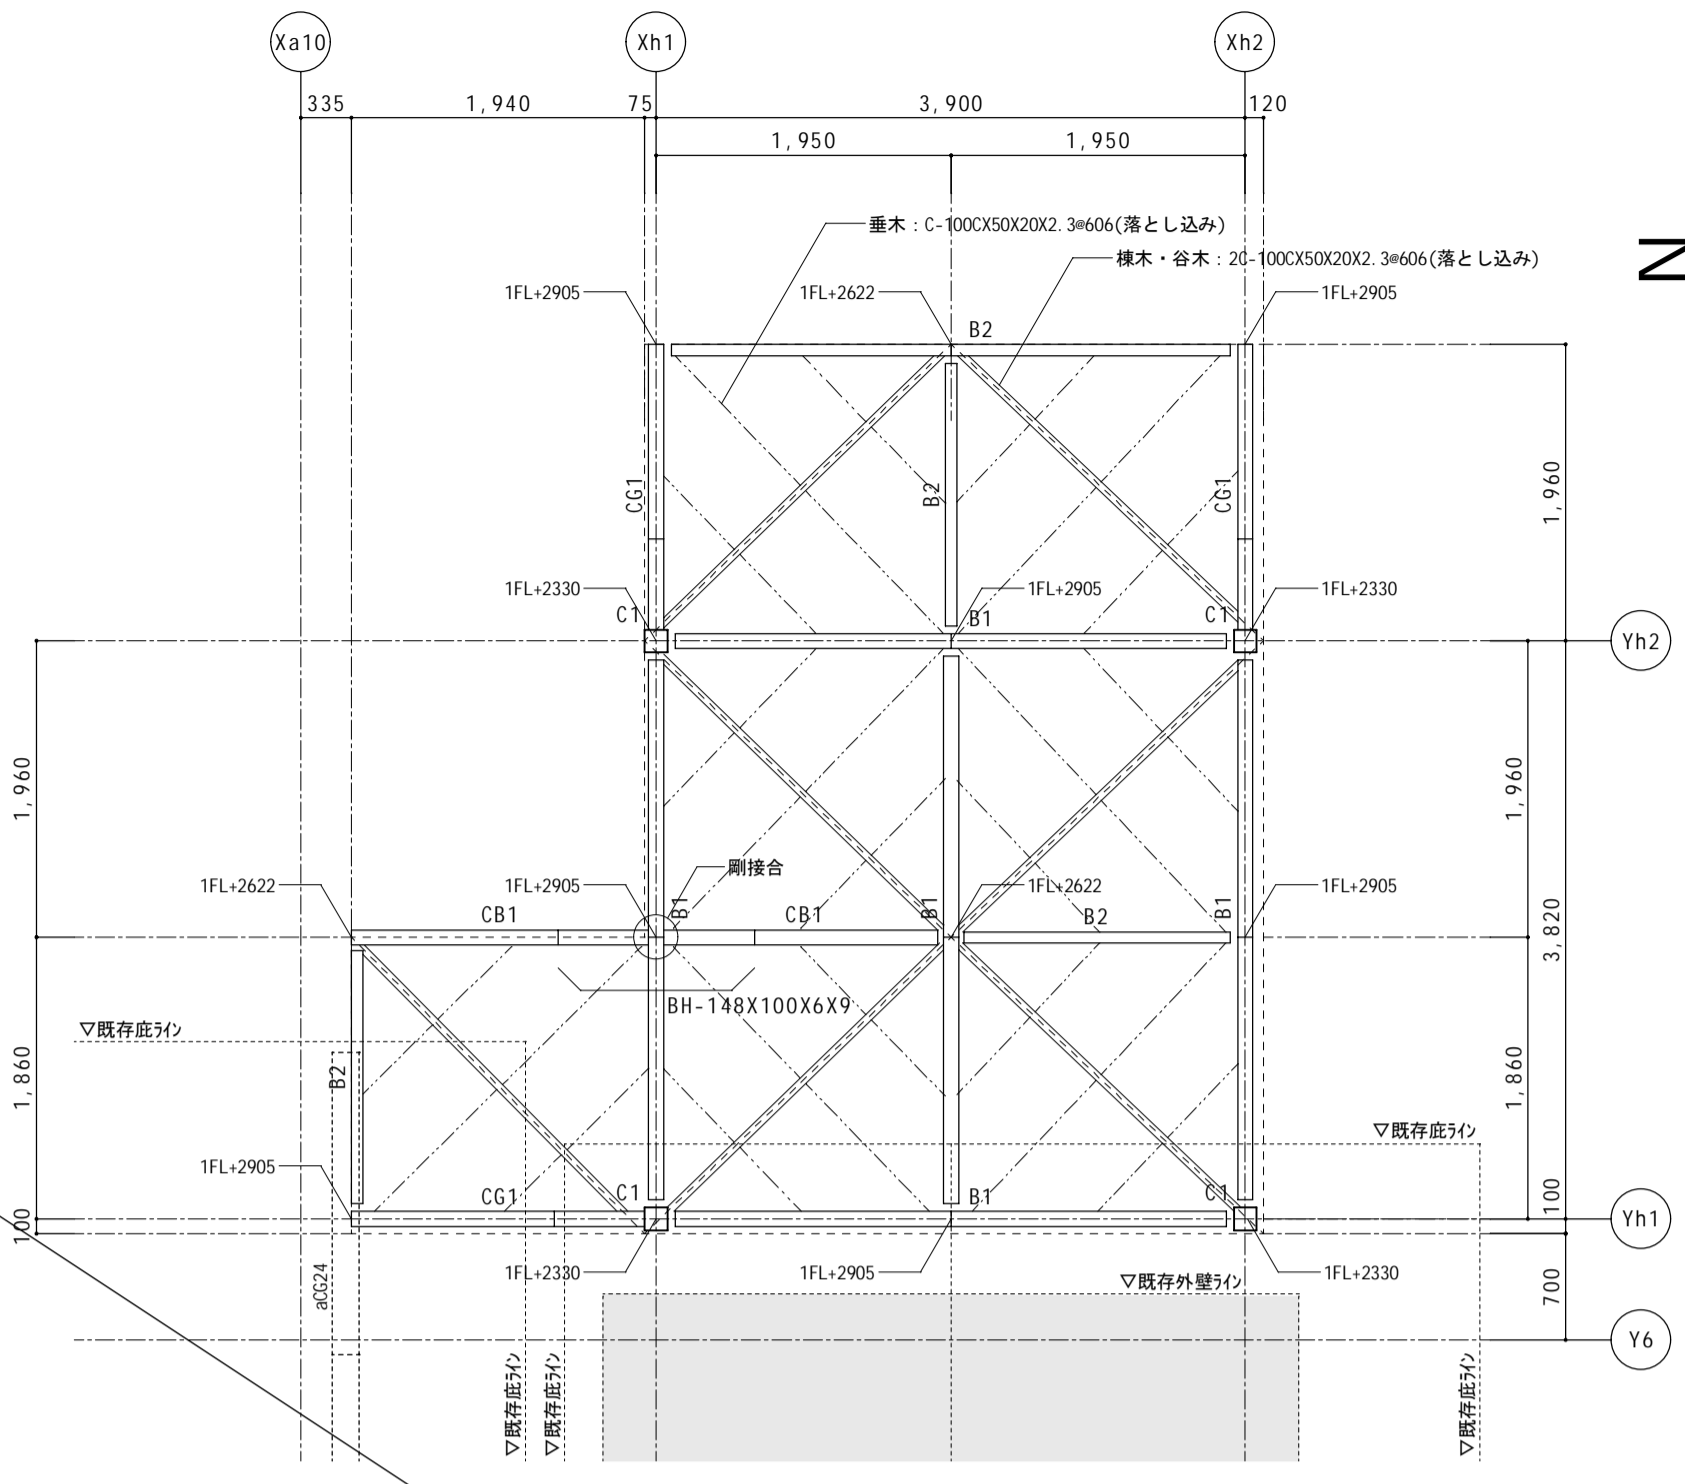 Xa10 Xh1 Xh2
335 1,940 75 3,900 120
1,950 1,950
垂木：C-100CX50X20X2.3@606(落とし込み)
棟木・谷木：2C-100CX50X20X2.3@606(落とし込み)
N
1FL+2905 1FL+2622 1FL+2905
B2
CG1 B2 CG1 1,960
1FL+2330 1FL+2905 1FL+2330
C1 B1 C1
Yh2
1,960 1,960
剛接合
1FL+2622 1FL+2905 1FL+2622 1FL+2905
CB1 B1 CB1 B1 B2 B1
3,820
BH-148X100X6X9
▽既存庇ﾗｲﾝ
B2
1,860 1,860
▽既存庇ﾗｲﾝ
1FL+2905
CG1 C1 B1 C1
100 100
Yh1
aCG24
1FL+2330 1FL+2905 1FL+2330
▽既存外壁ﾗｲﾝ
700
Y6
▽既存庇ﾗｲﾝ
▽既存庇ﾗｲﾝ
▽既存庇ﾗｲﾝ